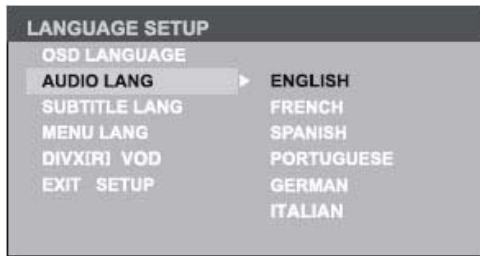 LANGUAGE SETUP
OSD LANGUAGE
AUDIO LANG ENGLISH
SUBTITLE LANG FRENCH
MENU LANG SPANISH
DIVX[R] VOD PORTUGUESE
EXIT SETUP GERMAN
ITALIAN